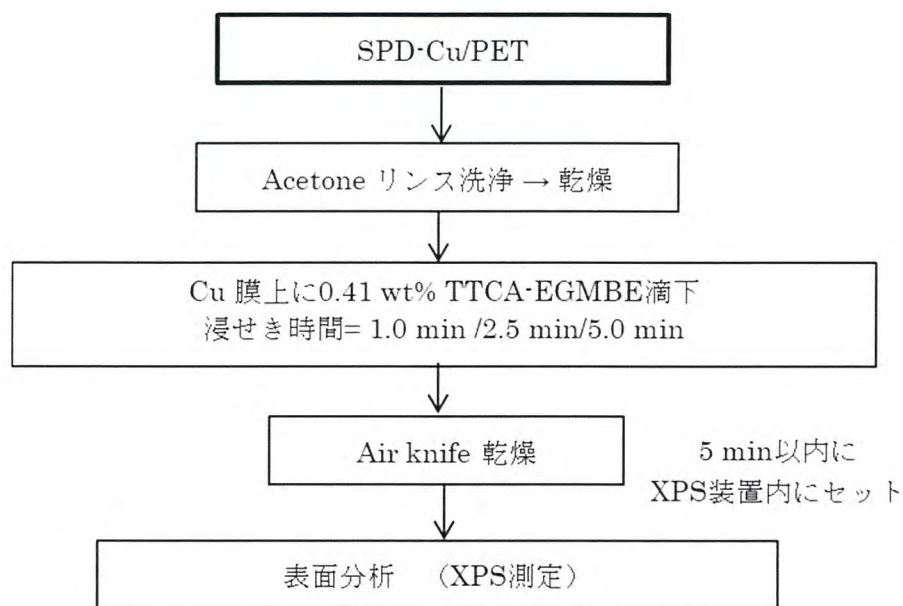 SPD-Cu/PET
Acetone リンス洗浄 → 乾燥
Cu 膜上に0.41 wt% TTCA-EGMBE滴下
浸せき時間= 1.0 min /2.5 min/5.0 min
Air knife 乾燥
5 min以内に
XPS装置内にセット
表面分析　（XPS測定）